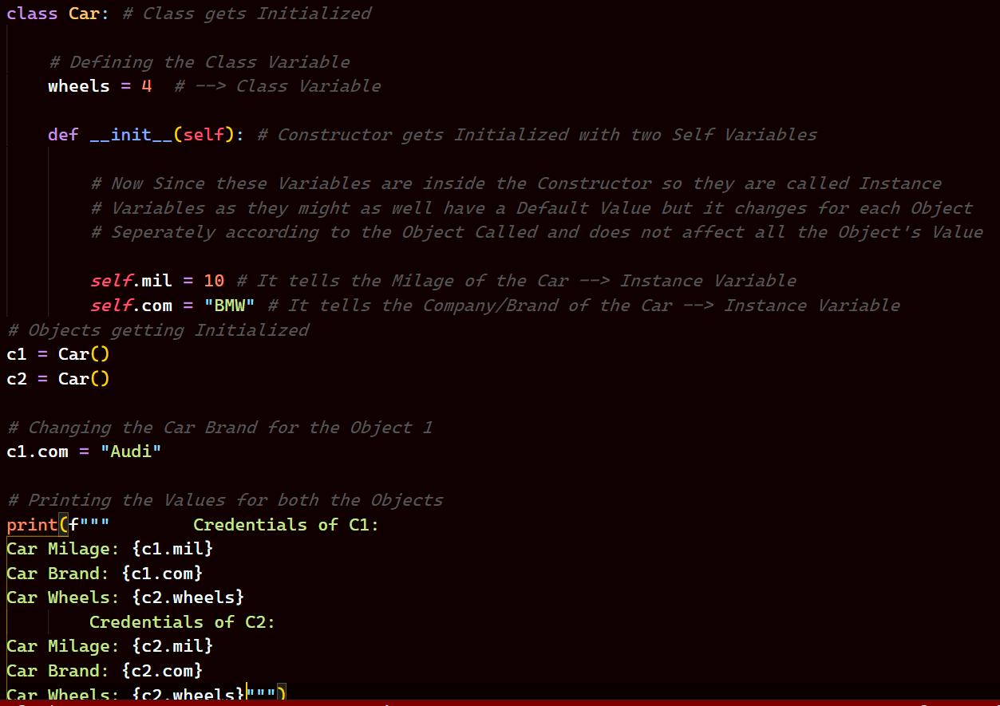 class Car: # Class gets Initialized
# Defining the Class Variable
wheels = 4 # --> Class Variable
def __init__(self): # Constructor gets Initialized with two Self Variables
# Now Since these Variables are inside the Constructor so they are called Instance
# Variables as they might as well have a Default Value but it changes for each Object
# Seperately according to the Object Called and does not affect all the Object's Value
self.mil = 10 # It tells the Milage of the Car --> Instance Variable
self.com = "BMW" # It tells the Company/Brand of the Car --> Instance Variable
# Objects getting Initialized
c1 = Car()
c2 = Car()
# Changing the Car Brand for the Object 1
c1.com = "Audi"
# Printing the Values for both the Objects
print(f""" Credentials of C1:
Car Milage: {c1.mil}
Car Brand: {c1.com}
Car Wheels: {c2.wheels}
Credentials of C2:
Car Milage: {c2.mil}
Car Brand: {c2.com}
Car Wheels: {c2.wheels}""")